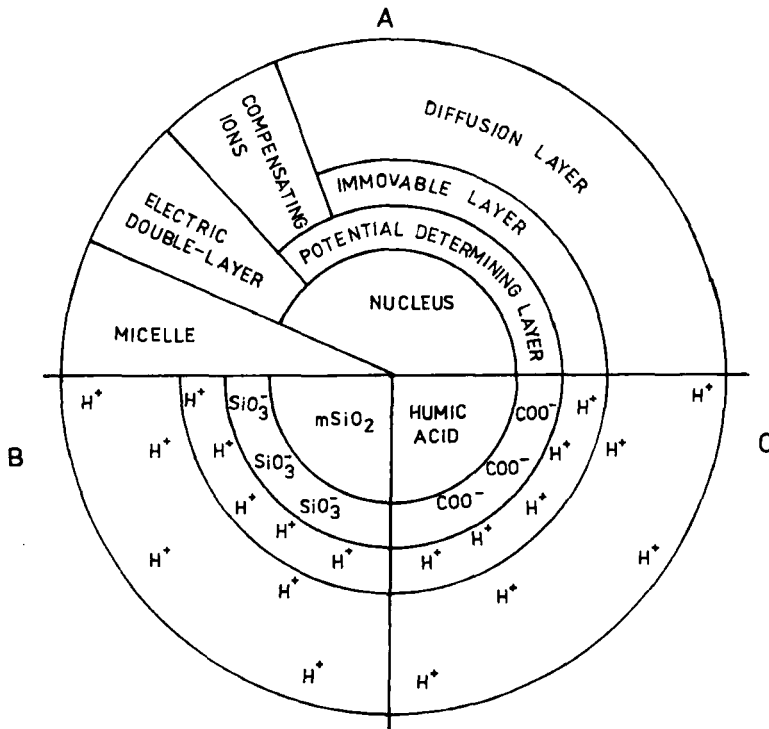 A
DIFFUSION LAYER
COMPENSATING
IONS
IMMOVABLE LAYER
ELECTRIC
DOUBLE-LAYER
POTENTIAL DETERMINING LAYER
NUCLEUS
MICELLE
B
C
H⁺
H⁺
SiO₃⁻
mSiO₂
HUMIC
ACID
COO⁻
H⁺
H⁺
H⁺
H⁺
SiO₃⁻
COO⁻
H⁺
H⁺
H⁺
SiO₃⁻
COO⁻
H⁺
H⁺
H⁺
H⁺
H⁺
H⁺
H⁺
H⁺
H⁺
H⁺
H⁺
H⁺